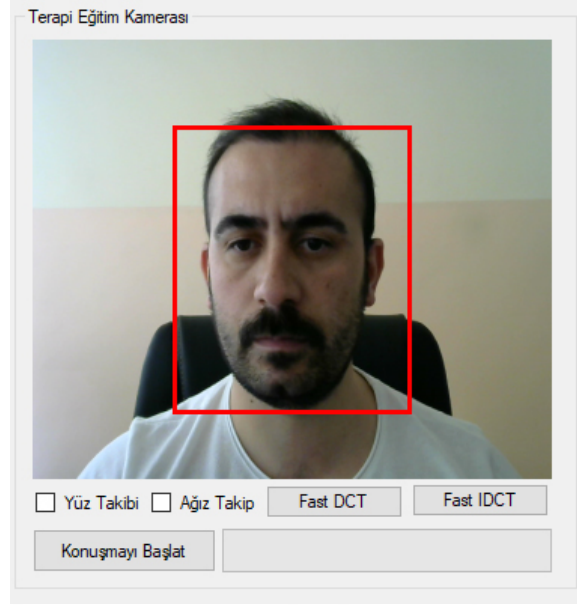 Terapi Eğitim Kamerası
Yüz Takibi Ağız Takip Fast DCT Fast IDCT
Konuşmayı Başlat